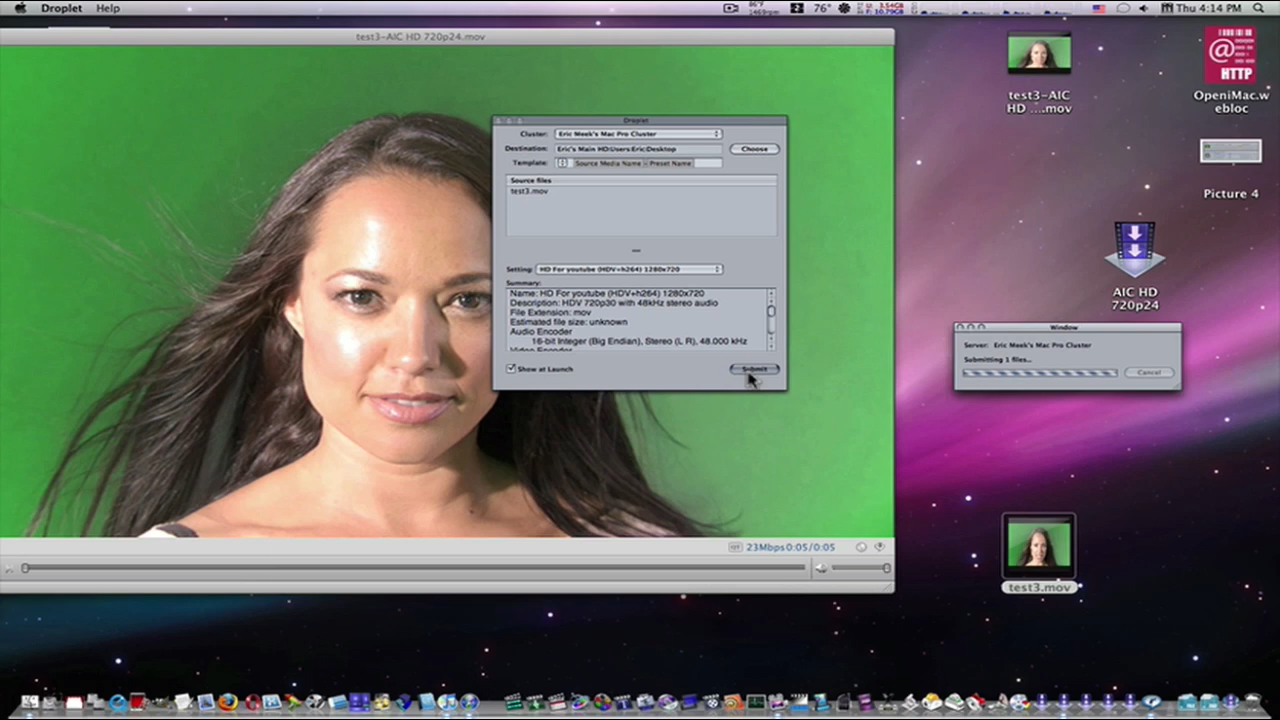 Droplet Help
76°
Thu 4:14 PM
test3-AIC HD 720p24.mov
Droplet
Cluster: Eric Meek's Mac Pro Cluster
Destination: Eric's Main HD:Users:Eric:Desktop
Choose
Template: Source Media Name - Preset Name
Source files
test3.mov
Setting: HD For youtube (HDV+h264) 1280x720
Summary:
Name: HD For youtube (HDV+h264) 1280x720
Description: HDV 720p30 with 48kHz stereo audio
File Extension: mov
Estimated file size: unknown
Audio Encoder
16-bit Integer (Big Endian), Stereo (L R), 48.000 kHz
Video Encoder
Show at Launch
Submit
23Mbps 0:05/0:05
test3-AIC
HD ....mov
@
HTTP
OpeniMac.w
ebloc
Picture 4
AIC HD
720p24
Window
Server: Eric Meek's Mac Pro Cluster
Submitting 1 files...
Cancel
test3.mov